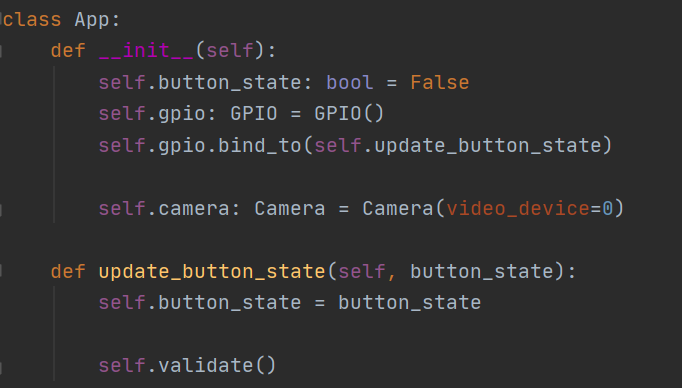 class App:
    def __init__(self):
        self.button_state: bool = False
        self.gpio: GPIO = GPIO()
        self.gpio.bind_to(self.update_button_state)

        self.camera: Camera = Camera(video_device=0)

    def update_button_state(self, button_state):
        self.button_state = button_state

        self.validate()